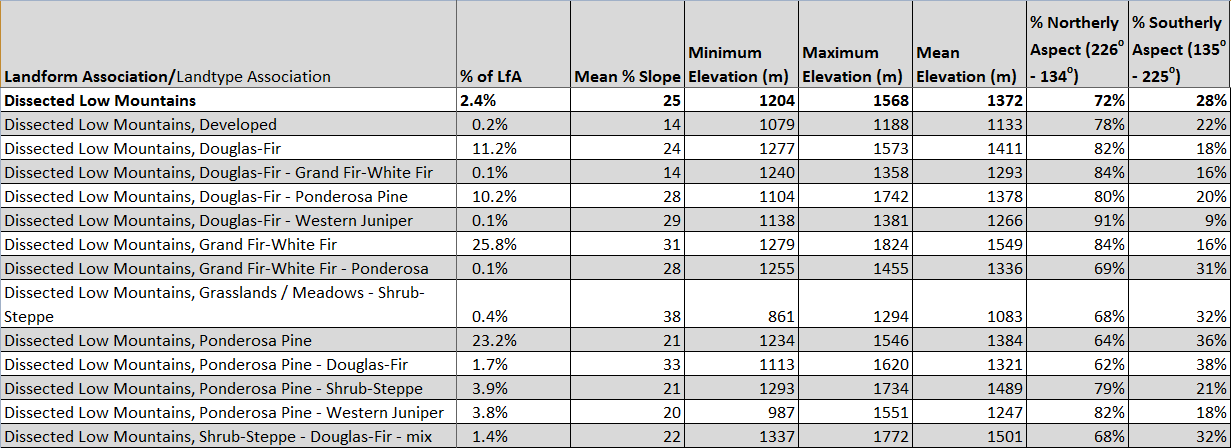 Landform Association/Landtype Association | % of LfA | Mean % Slope | Minimum Elevation (m) | Maximum Elevation (m) | Mean Elevation (m) | % Northerly Aspect (226⁰ - 134⁰) | % Southerly Aspect (135⁰ - 225⁰)
Dissected Low Mountains | 2.4% | 25 | 1204 | 1568 | 1372 | 72% | 28%
Dissected Low Mountains, Developed | 0.2% | 14 | 1079 | 1188 | 1133 | 78% | 22%
Dissected Low Mountains, Douglas-Fir | 11.2% | 24 | 1277 | 1573 | 1411 | 82% | 18%
Dissected Low Mountains, Douglas-Fir - Grand Fir-White Fir | 0.1% | 14 | 1240 | 1358 | 1293 | 84% | 16%
Dissected Low Mountains, Douglas-Fir - Ponderosa Pine | 10.2% | 28 | 1104 | 1742 | 1378 | 80% | 20%
Dissected Low Mountains, Douglas-Fir - Western Juniper | 0.1% | 29 | 1138 | 1381 | 1266 | 91% | 9%
Dissected Low Mountains, Grand Fir-White Fir | 25.8% | 31 | 1279 | 1824 | 1549 | 84% | 16%
Dissected Low Mountains, Grand Fir-White Fir - Ponderosa | 0.1% | 28 | 1255 | 1455 | 1336 | 69% | 31%
Dissected Low Mountains, Grasslands / Meadows - Shrub-Steppe | 0.4% | 38 | 861 | 1294 | 1083 | 68% | 32%
Dissected Low Mountains, Ponderosa Pine | 23.2% | 21 | 1234 | 1546 | 1384 | 64% | 36%
Dissected Low Mountains, Ponderosa Pine - Douglas-Fir | 1.7% | 33 | 1113 | 1620 | 1321 | 62% | 38%
Dissected Low Mountains, Ponderosa Pine - Shrub-Steppe | 3.9% | 21 | 1293 | 1734 | 1489 | 79% | 21%
Dissected Low Mountains, Ponderosa Pine - Western Juniper | 3.8% | 20 | 987 | 1551 | 1247 | 82% | 18%
Dissected Low Mountains, Shrub-Steppe - Douglas-Fir - mix | 1.4% | 22 | 1337 | 1772 | 1501 | 68% | 32%